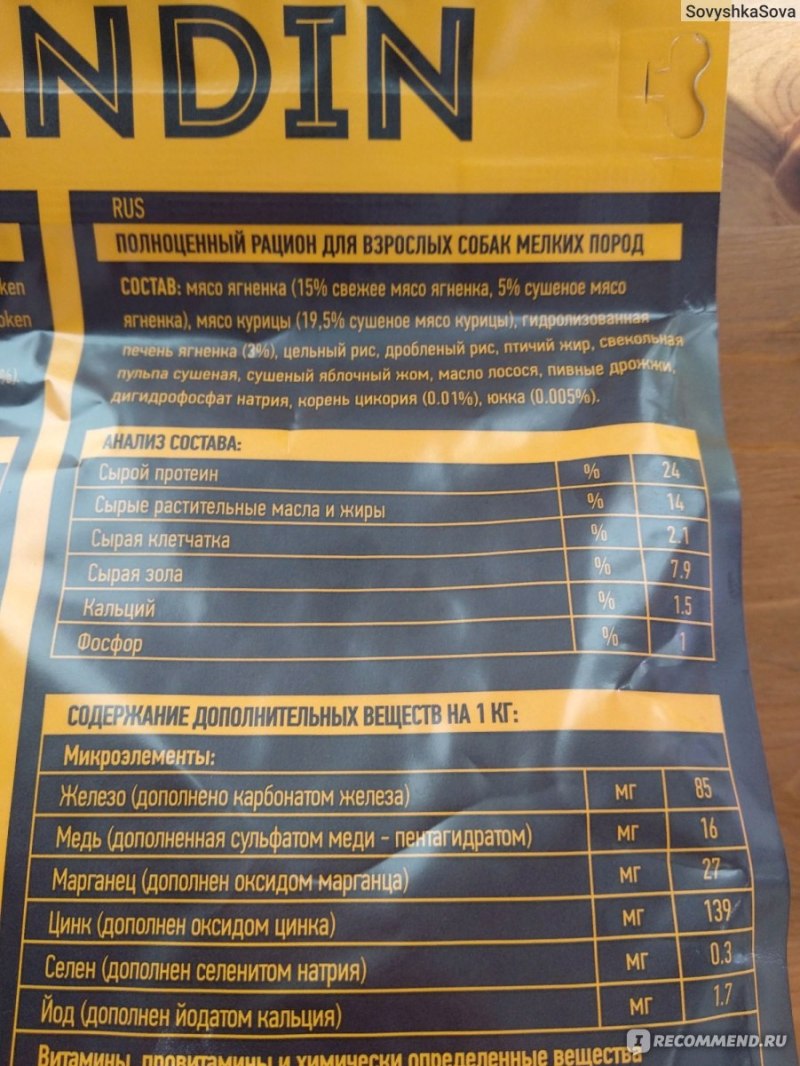 SovyshkaSova
ANDIN
RUS
ПОЛНОЦЕННЫЙ РАЦИОН ДЛЯ ВЗРОСЛЫХ СОБАК МЕЛКИХ ПОРОД
ken
oken
%).
СОСТАВ: мясо ягненка (15% свежее мясо ягненка, 5% сушеное мясо
ягненка), мясо курицы (19,5% сушеное мясо курицы), гидролизованная
печень ягненка (3%), цельный рис, дробленый рис, птичий жир, свекольная
пульпа сушеная, сушеный яблочный жом, масло лосося, пивные дрожжи,
дигидрофосфат натрия, корень цикория (0.01%), юкка (0.005%).
АНАЛИЗ СОСТАВА:
Сырой протеин % 24
Сырые растительные масла и жиры % 14
Сырая клетчатка % 2.1
Сырая зола % 7.9
Кальций % 1.5
Фосфор % 1
СОДЕРЖАНИЕ ДОПОЛНИТЕЛЬНЫХ ВЕЩЕСТВ НА 1 КГ:
Микроэлементы:
Железо (дополнено карбонатом железа) мг 85
Медь (дополненная сульфатом меди - пентагидратом) мг 16
Марганец (дополнен оксидом марганца) мг 27
Цинк (дополнен оксидом цинка) мг 139
Селен (дополнен селенитом натрия) мг 0.3
Йод (дополнен йодатом кальция) мг 1.7
Витамины, провитамины и химически определенные вещества
I RECOMMEND.RU